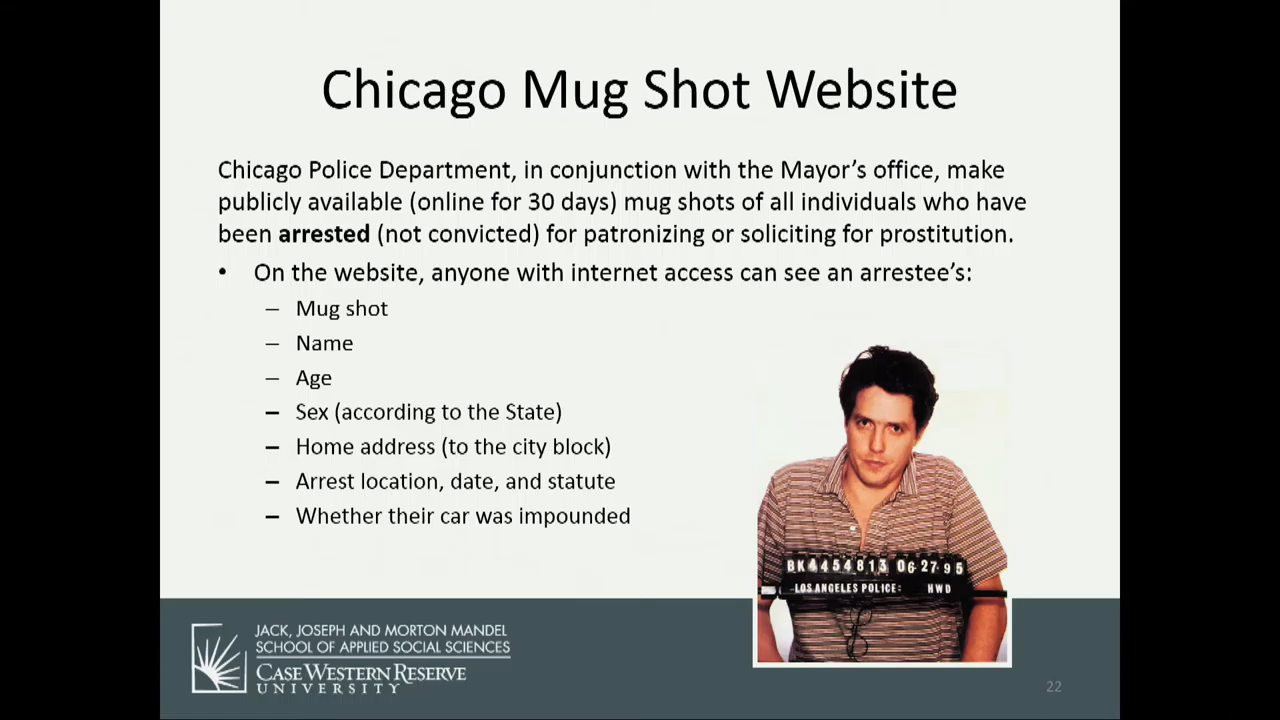 Chicago Mug Shot Website
Chicago Police Department, in conjunction with the Mayor’s office, make
publicly available (online for 30 days) mug shots of all individuals who have
been arrested (not convicted) for patronizing or soliciting for prostitution.
• On the website, anyone with internet access can see an arrestee’s:
– Mug shot
– Name
– Age
– Sex (according to the State)
– Home address (to the city block)
– Arrest location, date, and statute
– Whether their car was impounded
BK4454813 06-27-95
LOS ANGELES POLICE: HWD
JACK, JOSEPH AND MORTON MANDEL
SCHOOL OF APPLIED SOCIAL SCIENCES
CASE WESTERN RESERVE
UNIVERSITY
22